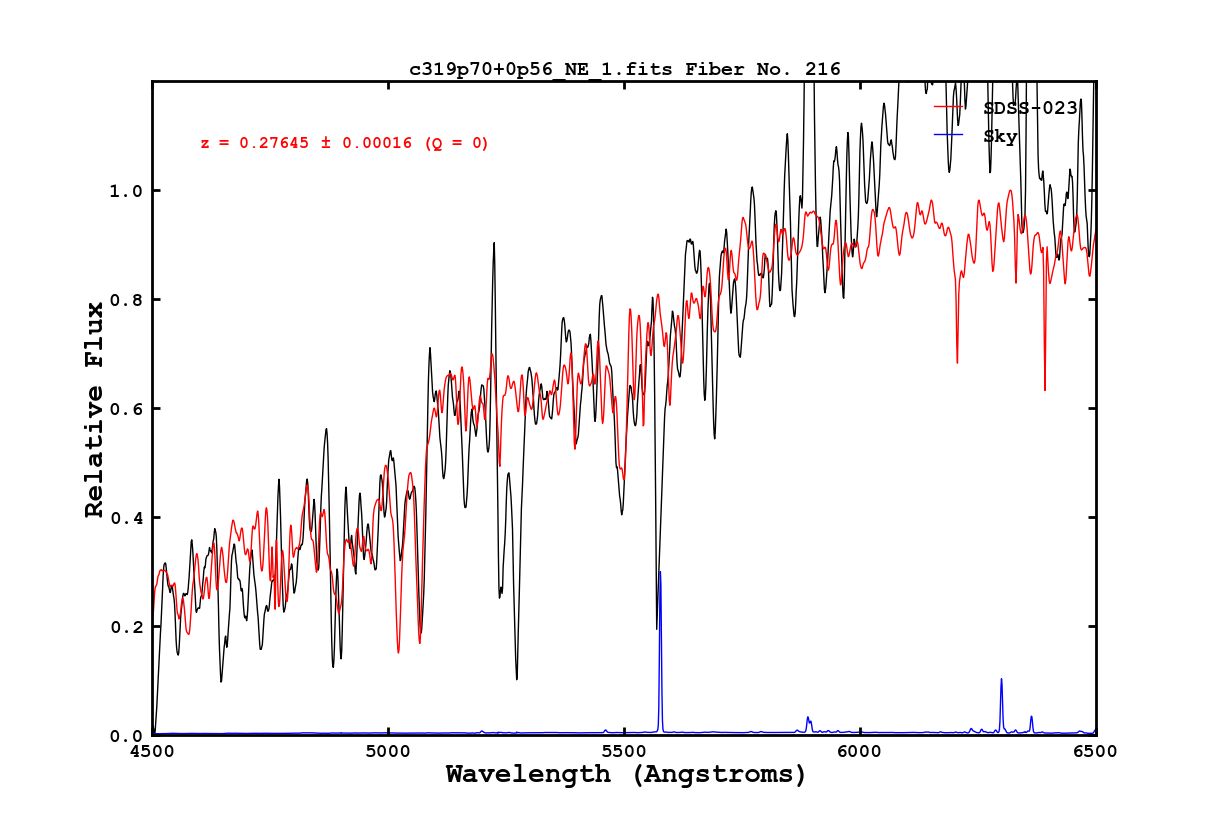 c319p70+0p56_NE_1.fits Fiber No. 216
SDSS-023
Sky
z = 0.27645 ± 0.00016 (Q = 0)
Relative Flux
1.0
0.8
0.6
0.4
0.2
0.0
4500 5000 5500 6000 6500
Wavelength (Angstroms)